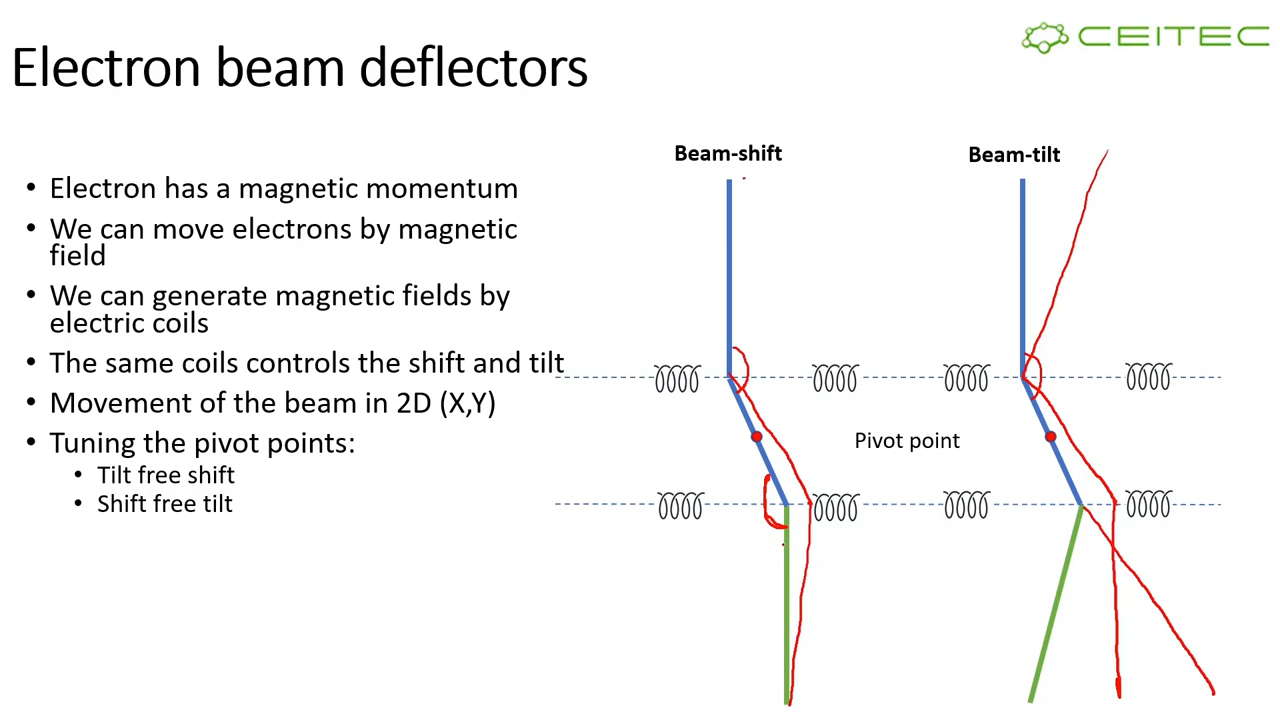 CEITEC
Electron beam deflectors
Beam-shift
Beam-tilt
• Electron has a magnetic momentum
• We can move electrons by magnetic
field
• We can generate magnetic fields by
electric coils
• The same coils controls the shift and tilt
• Movement of the beam in 2D (X,Y)
• Tuning the pivot points:
• Tilt free shift
• Shift free tilt
Pivot point